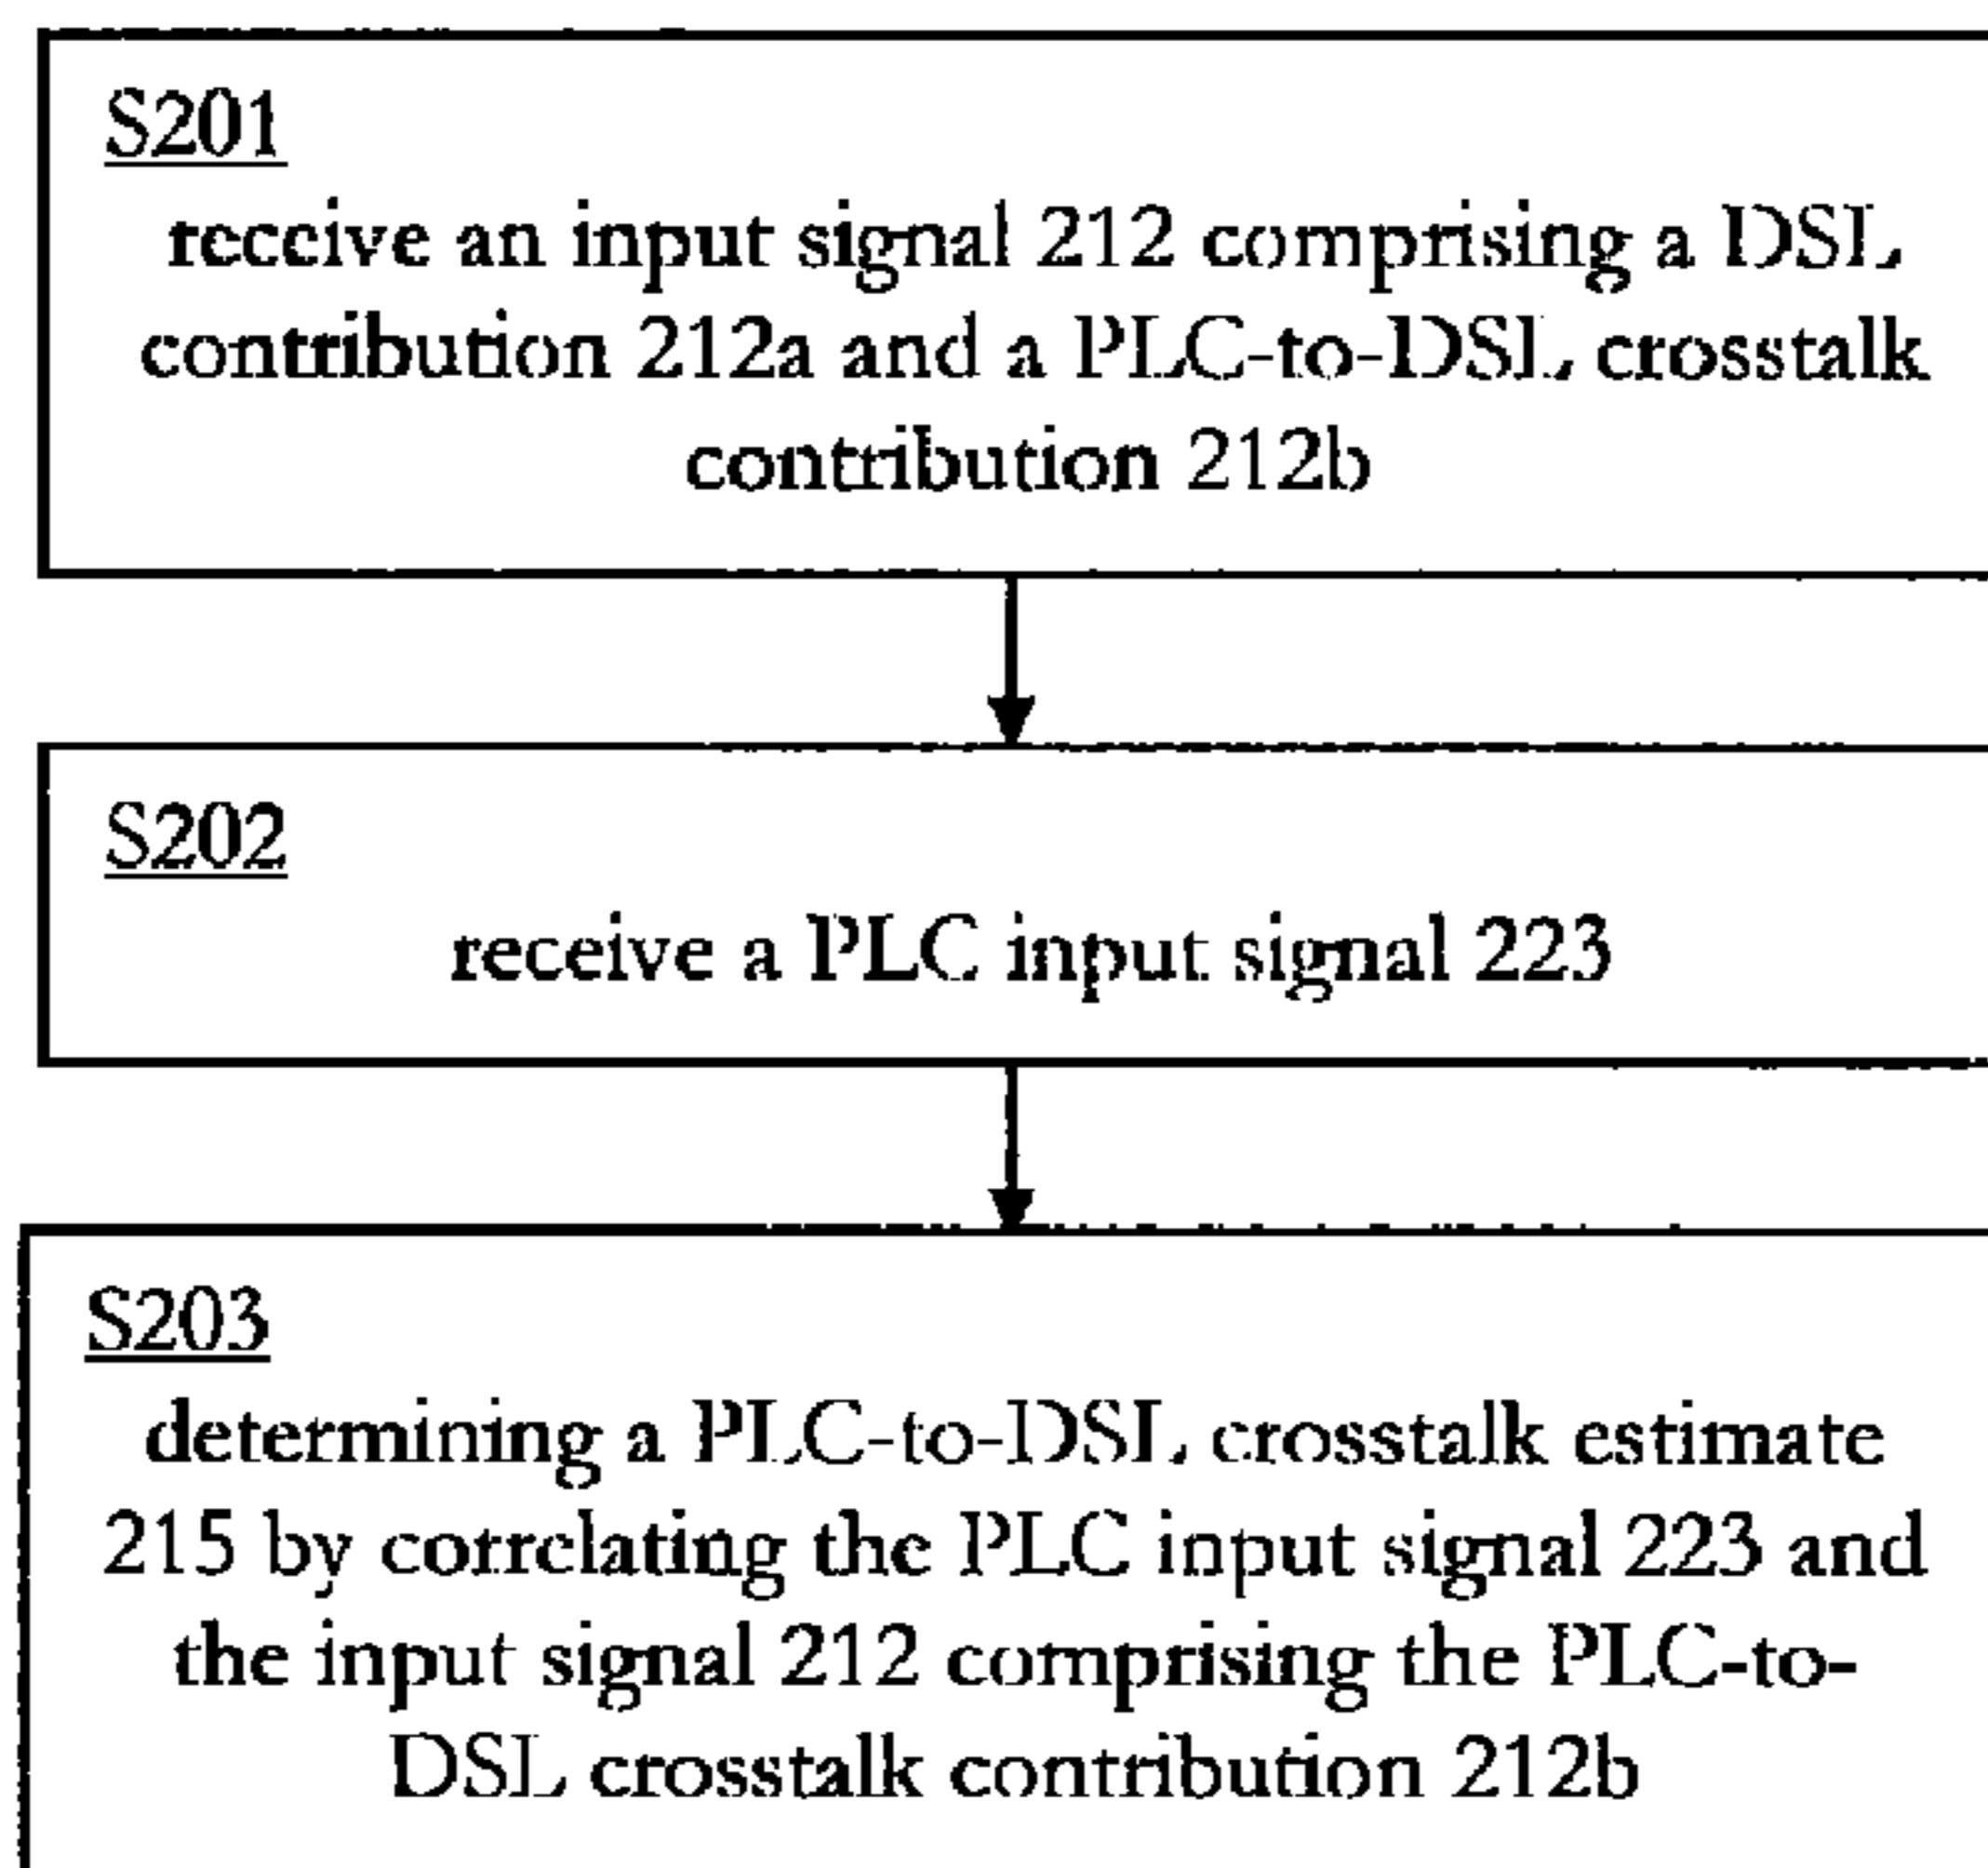 S201
receive an input signal 212 comprising a DSL
contribution 212a and a PLC-to-DSL crosstalk
contribution 212b
S202
receive a PLC input signal 223
S203
determining a PLC-to-DSL crosstalk estimate
215 by correlating the PLC input signal 223 and
the input signal 212 comprising the PLC-to-
DSL crosstalk contribution 212b